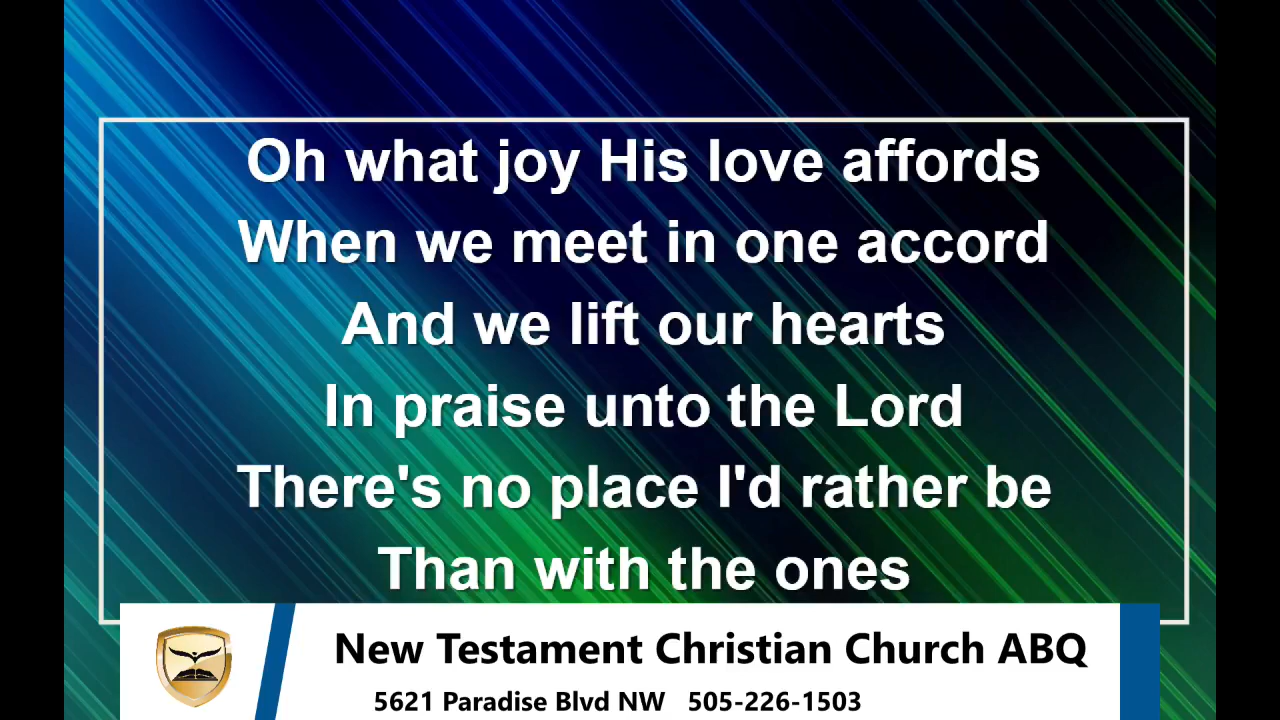 Oh what joy His love affords
When we meet in one accord
And we lift our hearts
In praise unto the Lord
There's no place I'd rather be
Than with the ones
New Testament Christian Church ABQ
5621 Paradise Blvd NW 505-226-1503